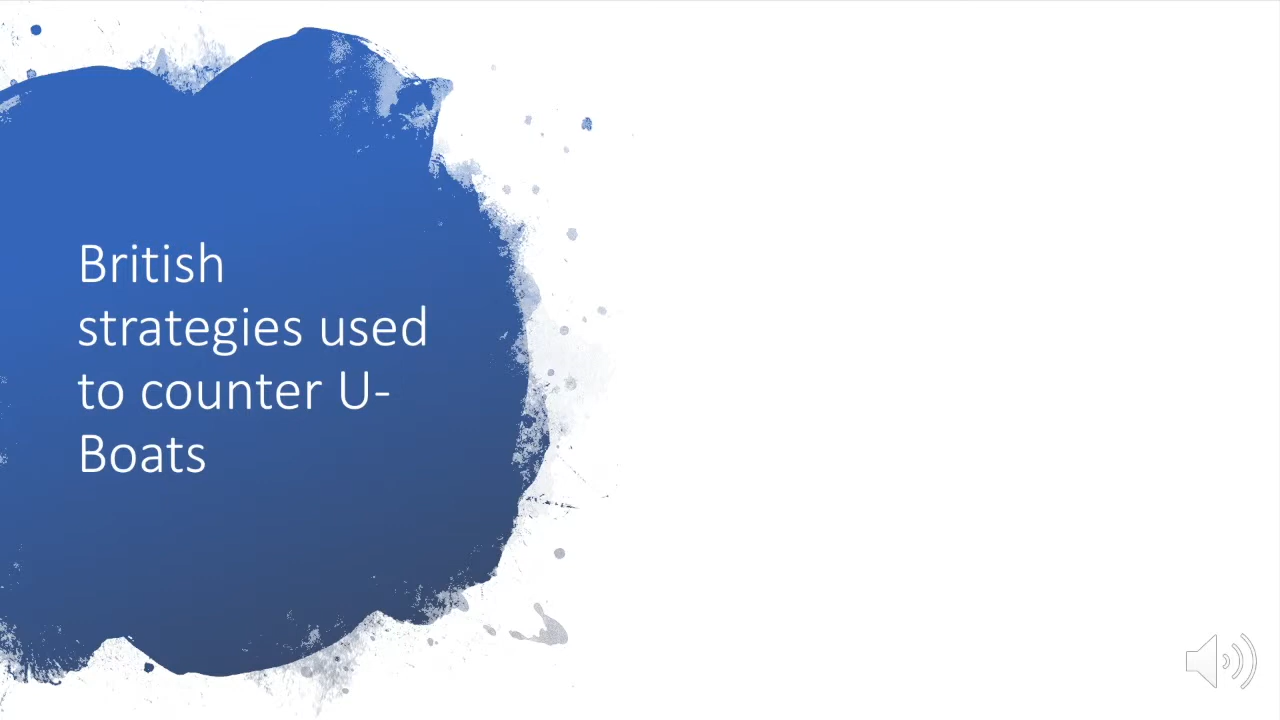 British
strategies used
to counter U-
Boats